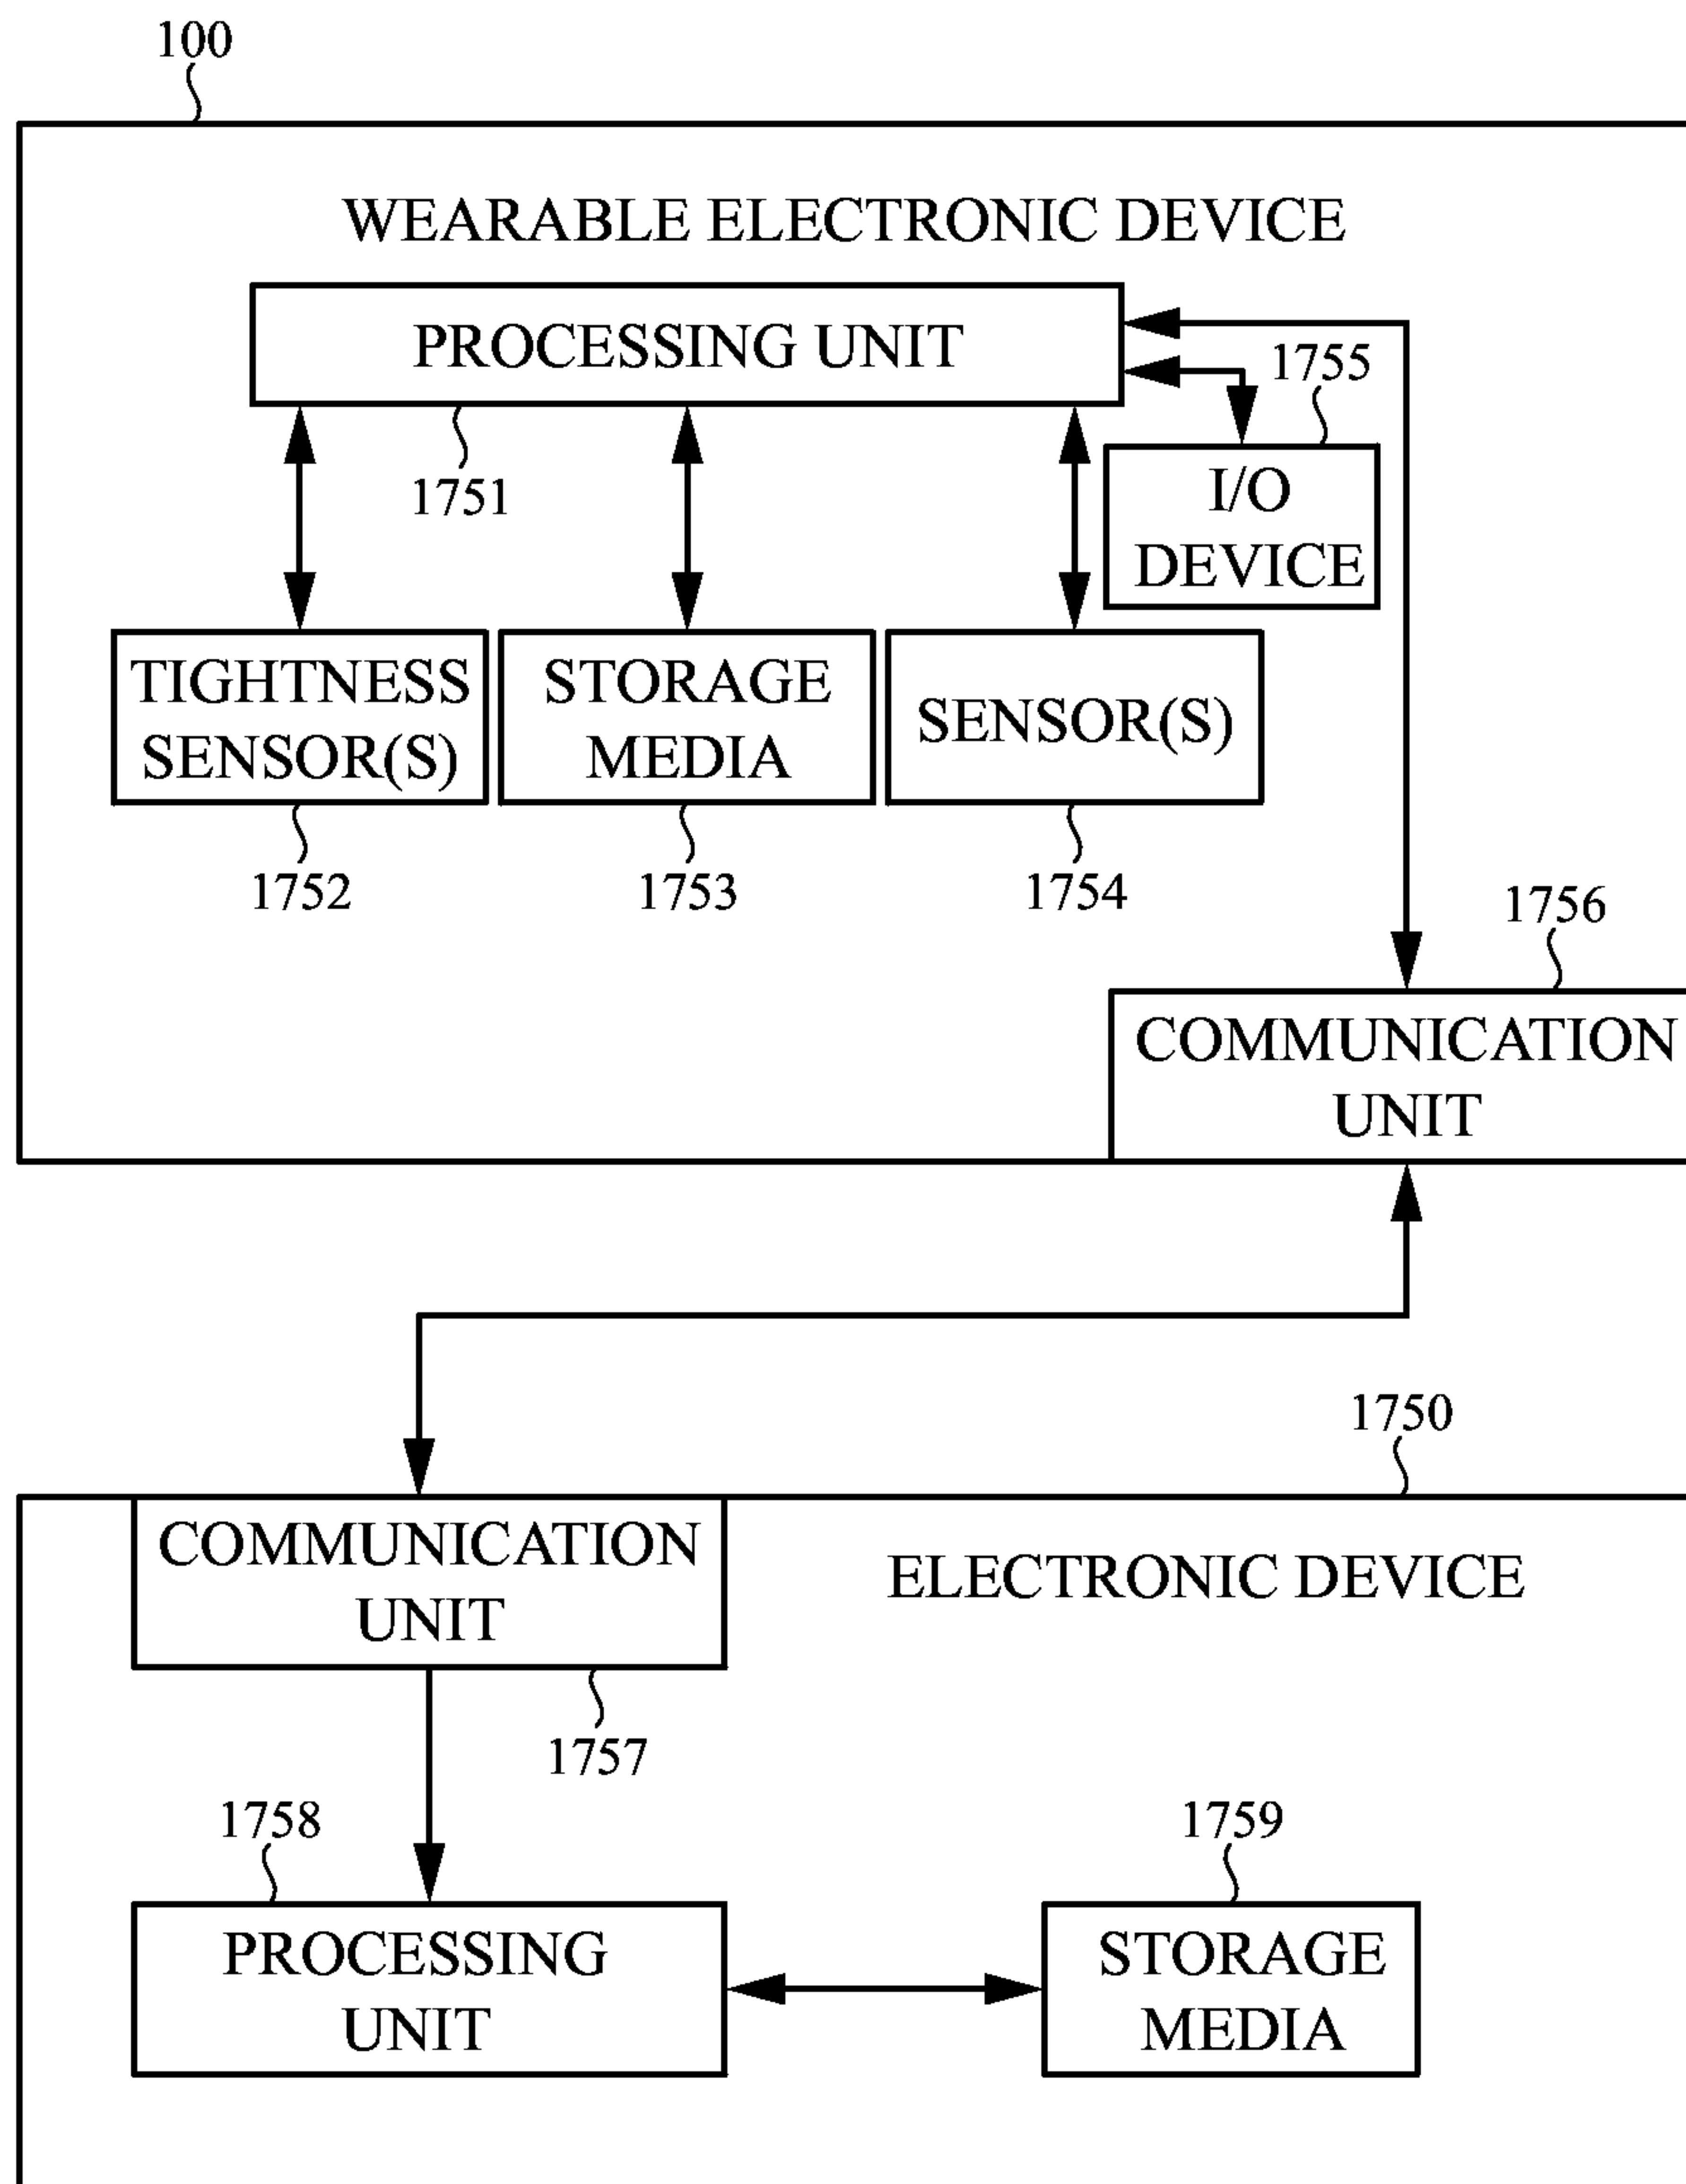 100
WEARABLE ELECTRONIC DEVICE
PROCESSING UNIT
1755
1751
I/O
DEVICE
TIGHTNESS
SENSOR(S)
STORAGE
MEDIA
SENSOR(S)
1752
1753
1754
1756
COMMUNICATION
UNIT
1750
COMMUNICATION
UNIT
ELECTRONIC DEVICE
1757
1758
1759
PROCESSING
UNIT
STORAGE
MEDIA